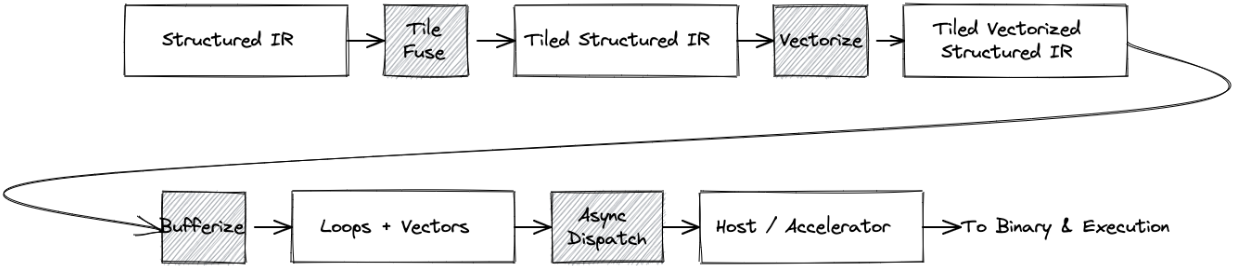 Structured IR
Tile
Fuse
Tiled Structured IR
Vectorize
Tiled Vectorized
Structured IR
Bufferize
Loops + Vectors
Async
Dispatch
Host / Accelerator
To Binary & Execution